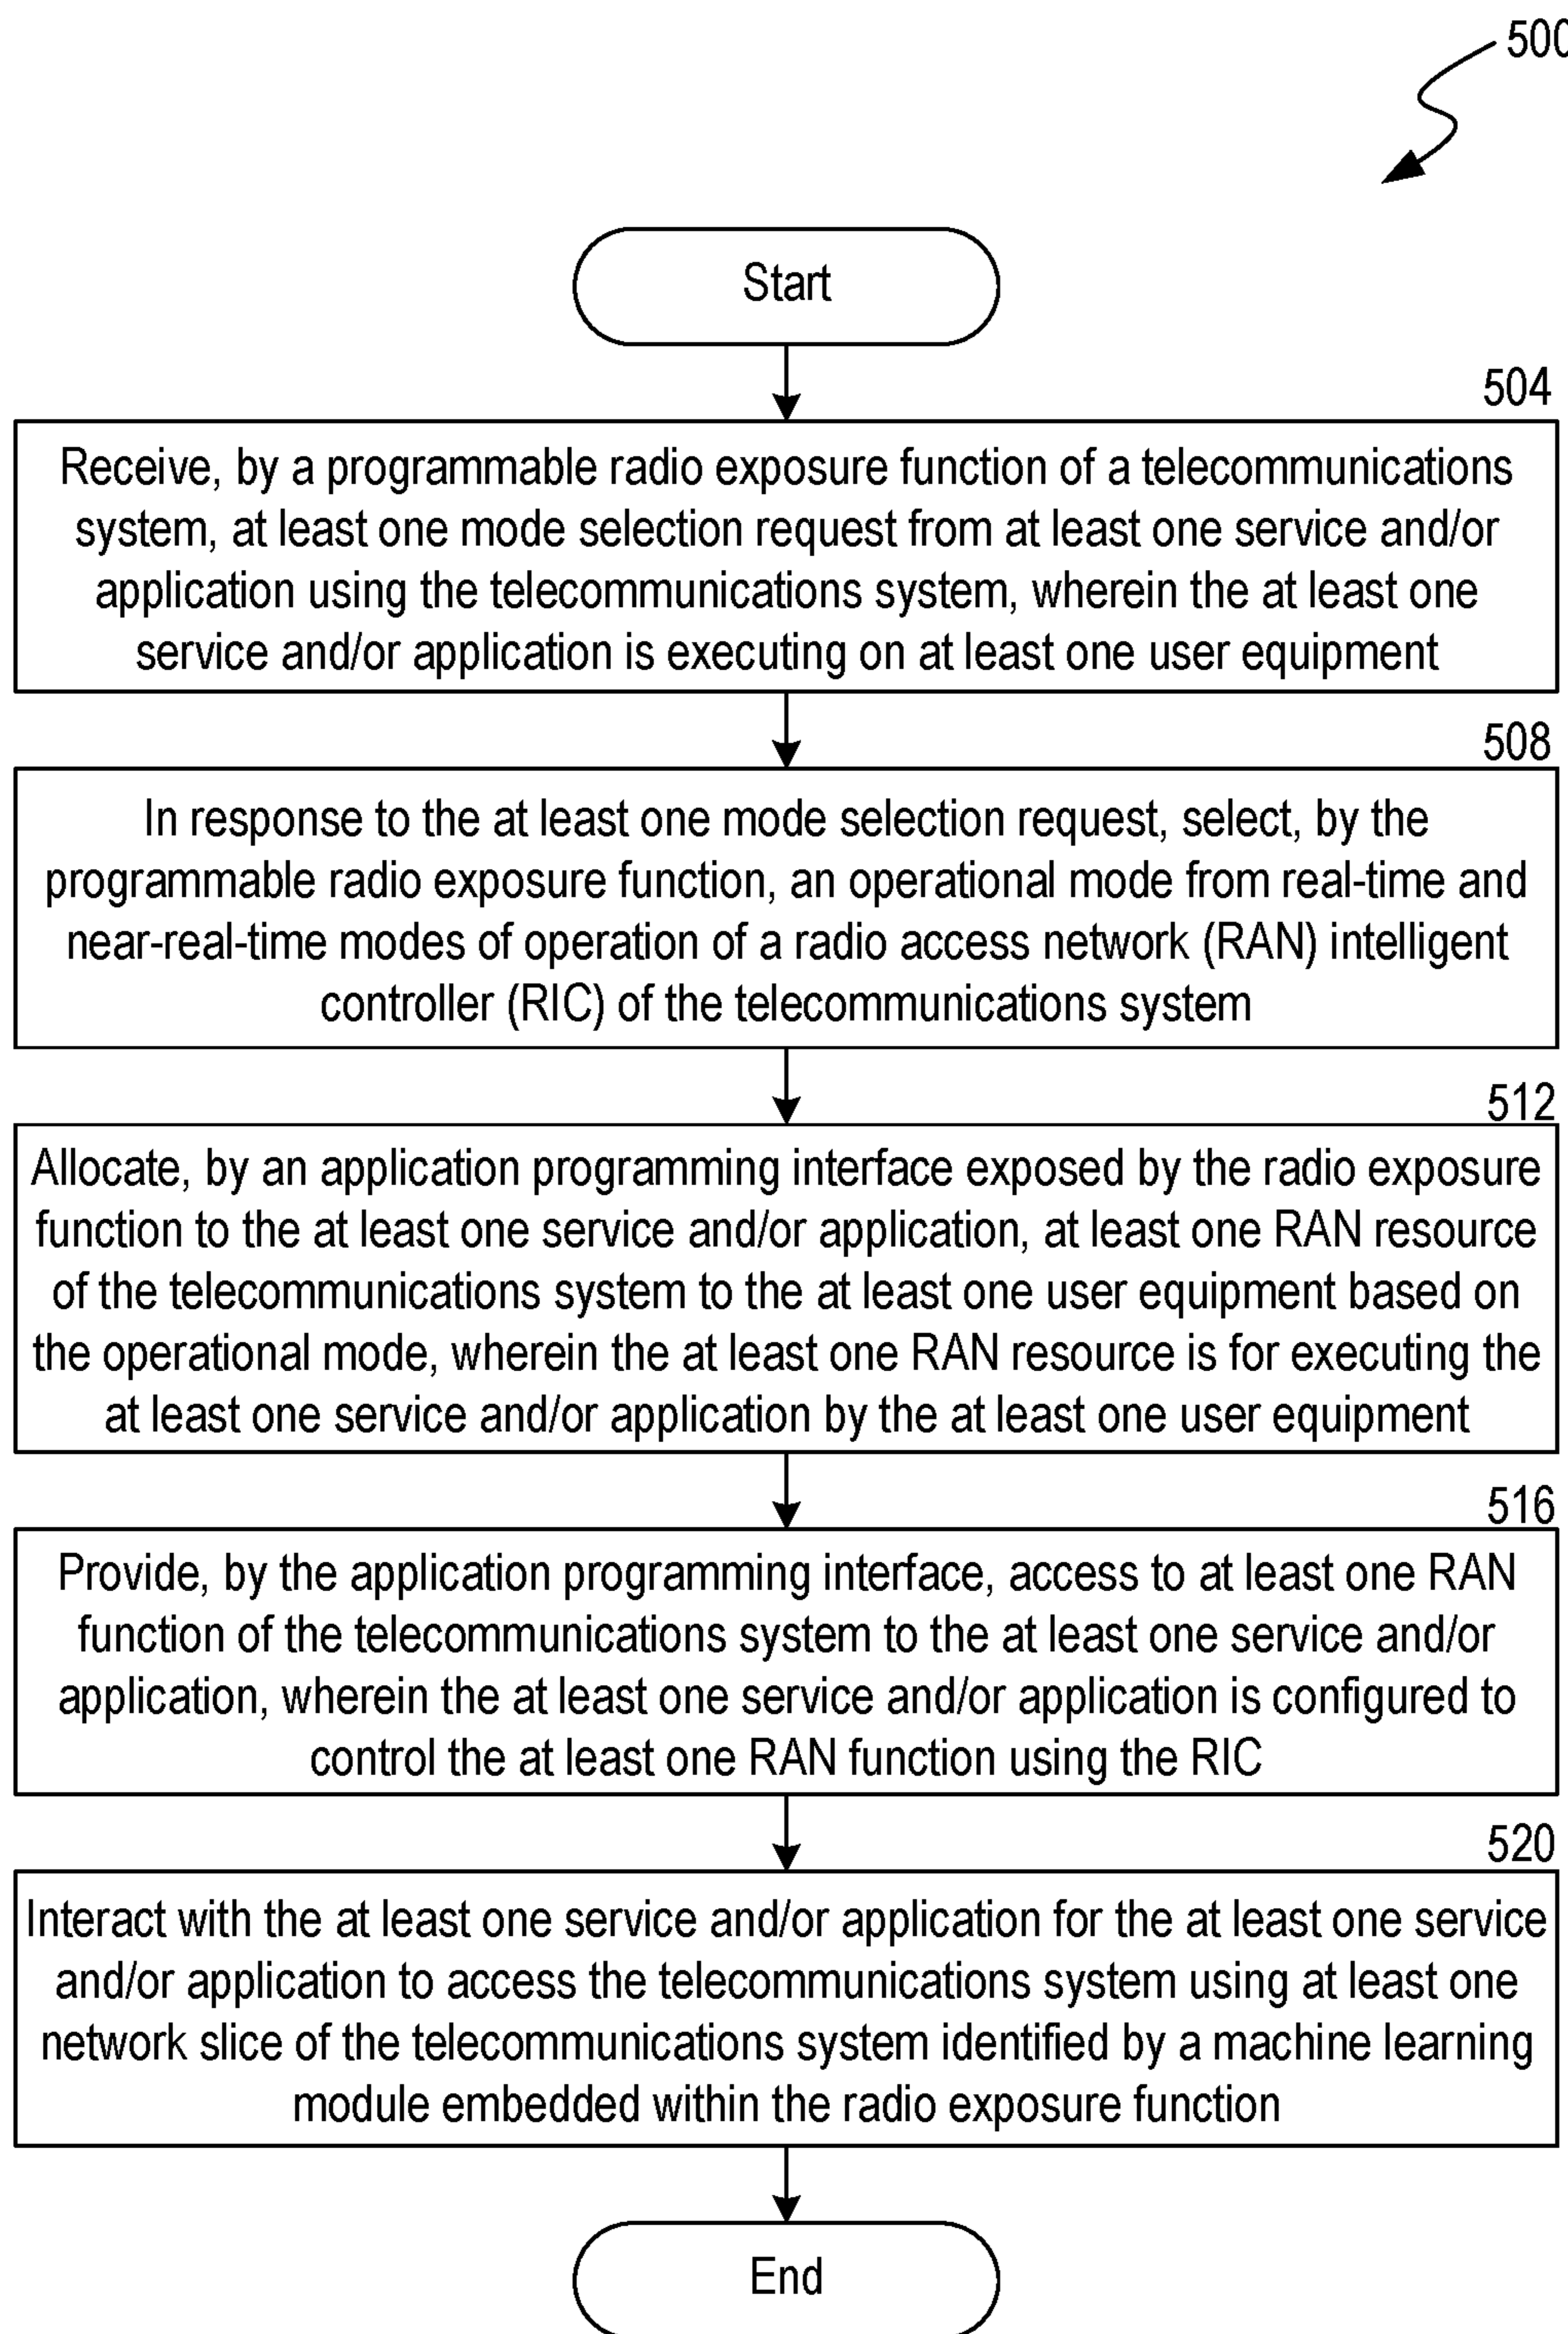 500
Start
504
Receive, by a programmable radio exposure function of a telecommunications
system, at least one mode selection request from at least one service and/or
application using the telecommunications system, wherein the at least one
service and/or application is executing on at least one user equipment
508
In response to the at least one mode selection request, select, by the
programmable radio exposure function, an operational mode from real-time and
near-real-time modes of operation of a radio access network (RAN) intelligent
controller (RIC) of the telecommunications system
512
Allocate, by an application programming interface exposed by the radio exposure
function to the at least one service and/or application, at least one RAN resource
of the telecommunications system to the at least one user equipment based on
the operational mode, wherein the at least one RAN resource is for executing the
at least one service and/or application by the at least one user equipment
516
Provide, by the application programming interface, access to at least one RAN
function of the telecommunications system to the at least one service and/or
application, wherein the at least one service and/or application is configured to
control the at least one RAN function using the RIC
520
Interact with the at least one service and/or application for the at least one service
and/or application to access the telecommunications system using at least one
network slice of the telecommunications system identified by a machine learning
module embedded within the radio exposure function
End